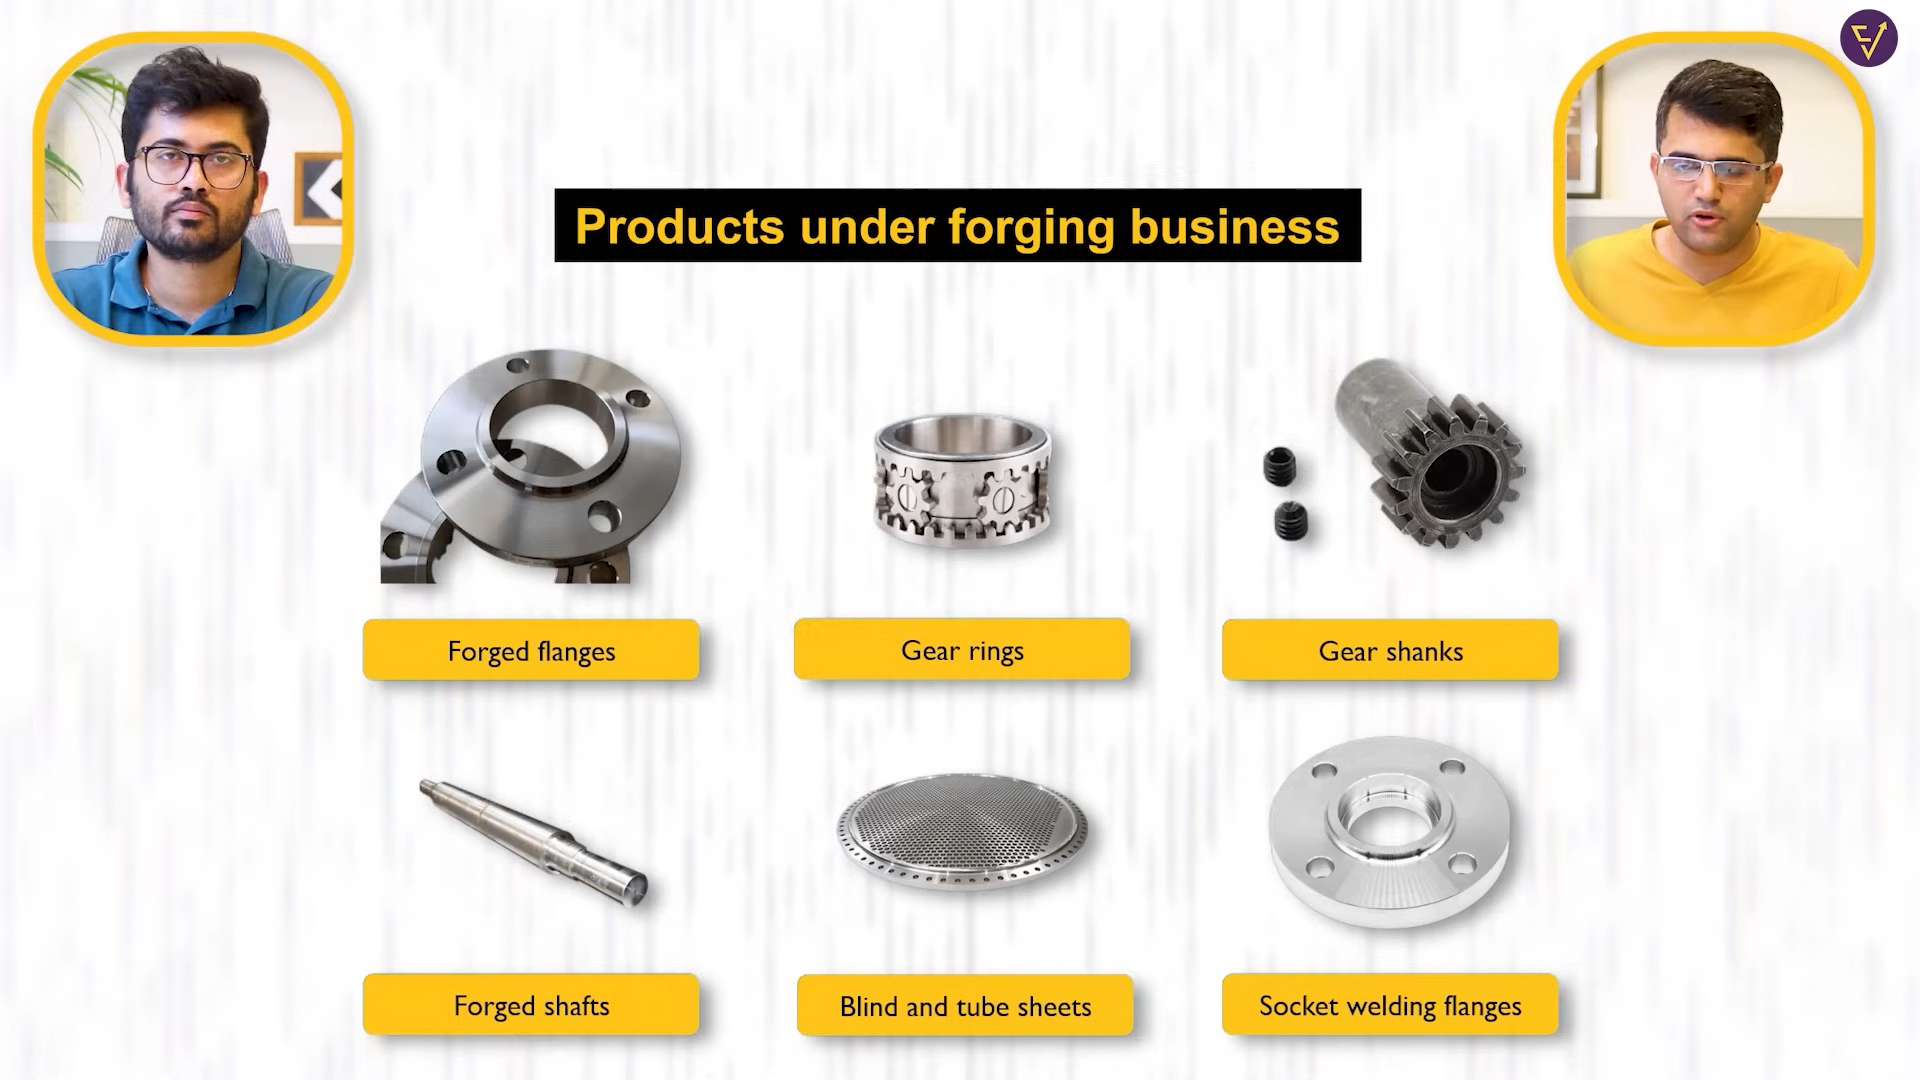 Products under forging business
Forged flanges
Gear rings
Gear shanks
Forged shafts
Blind and tube sheets
Socket welding flanges